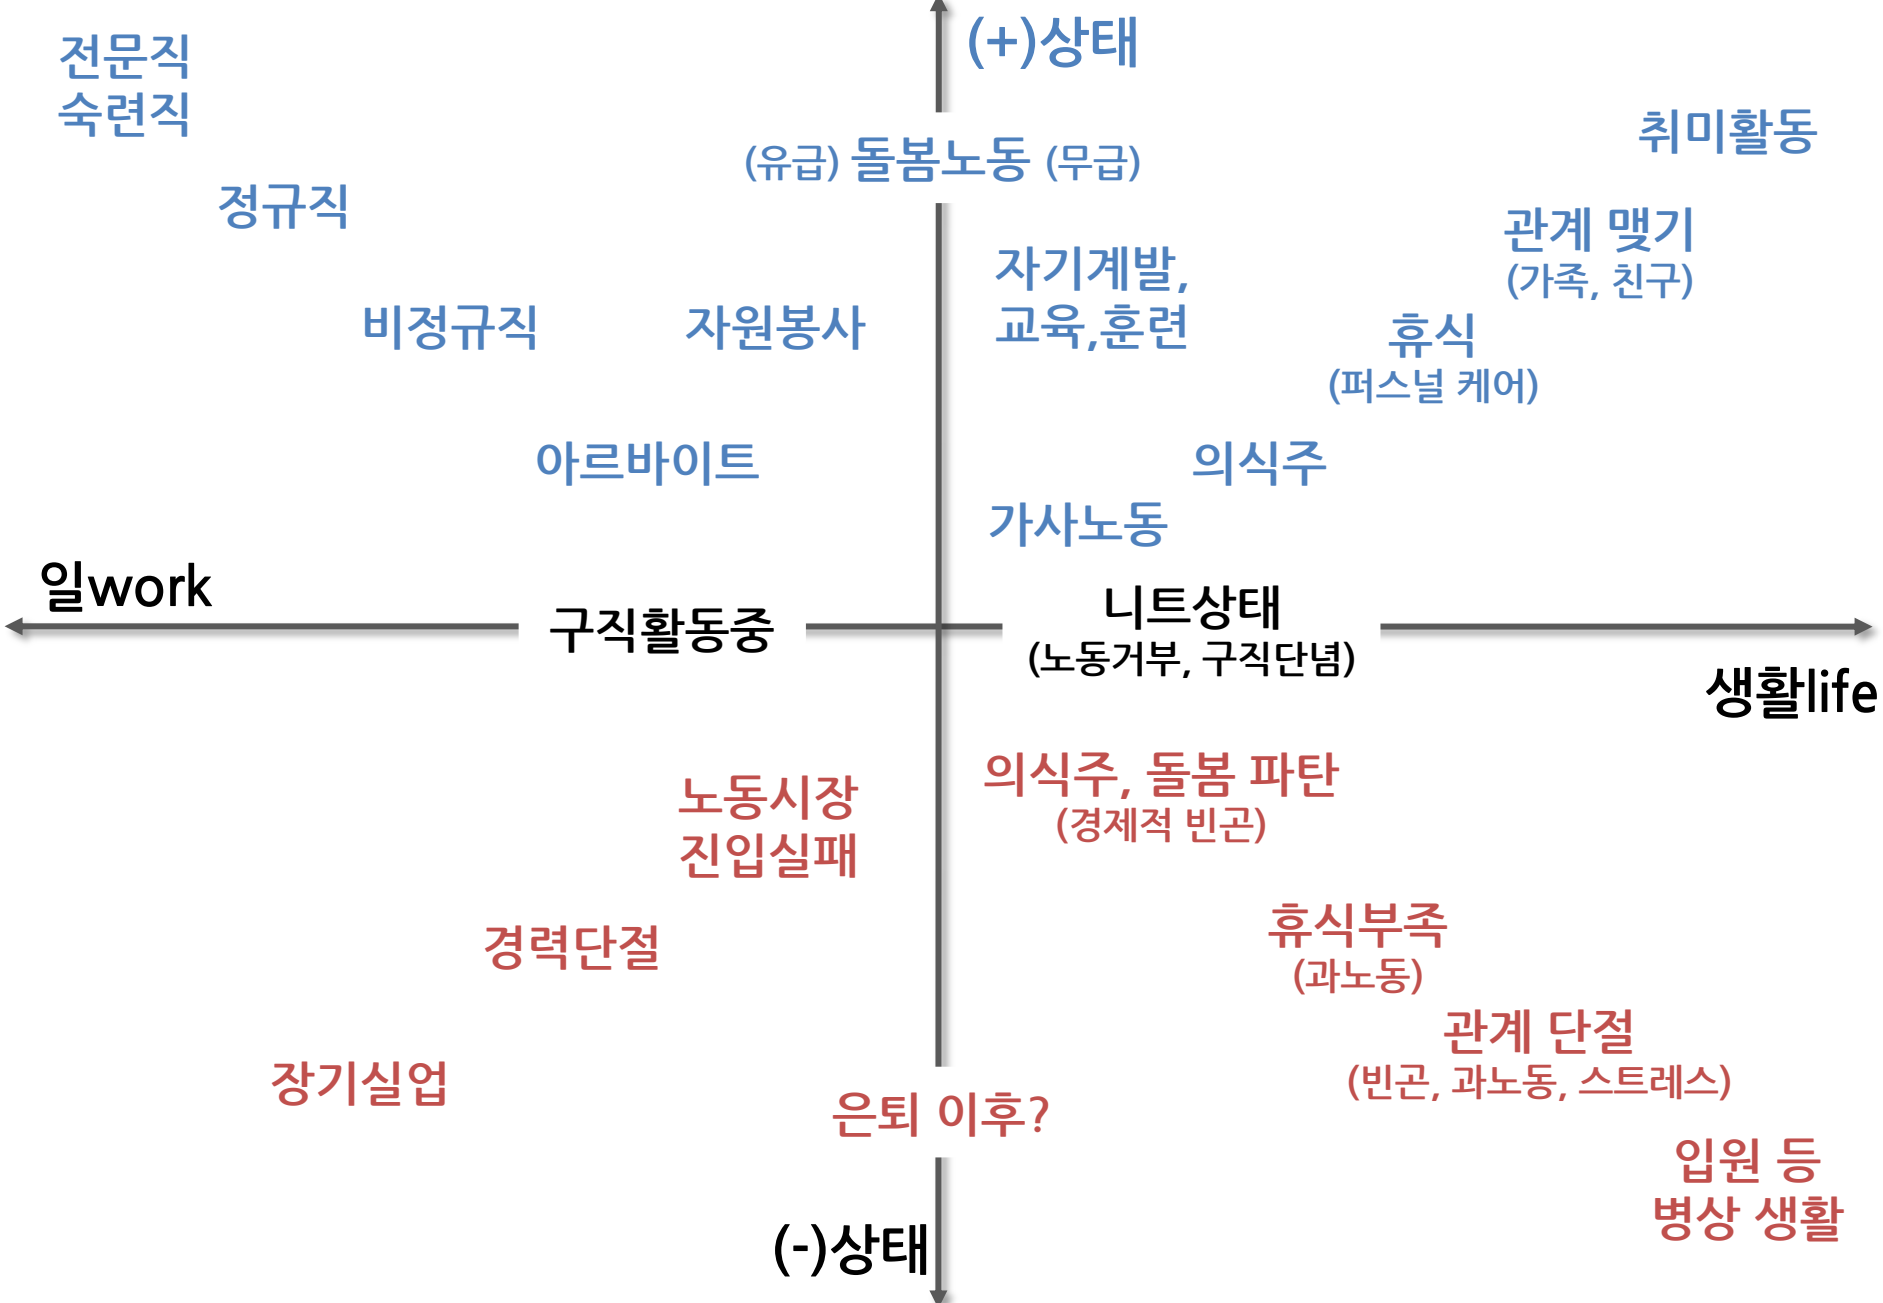 (+)상태
전문직
숙련직
취미활동
(유급) 돌봄노동 (무급)
정규직
관계 맺기
(가족, 친구)
자기계발,
교육,훈련
비정규직
자원봉사
휴식
(퍼스널 케어)
아르바이트
의식주
가사노동
일work
구직활동중
니트상태
(노동거부, 구직단념)
생활life
노동시장
진입실패
의식주, 돌봄 파탄
(경제적 빈곤)
경력단절
휴식부족
(과노동)
관계 단절
(빈곤, 과노동, 스트레스)
장기실업
은퇴 이후?
입원 등
병상 생활
(-)상태